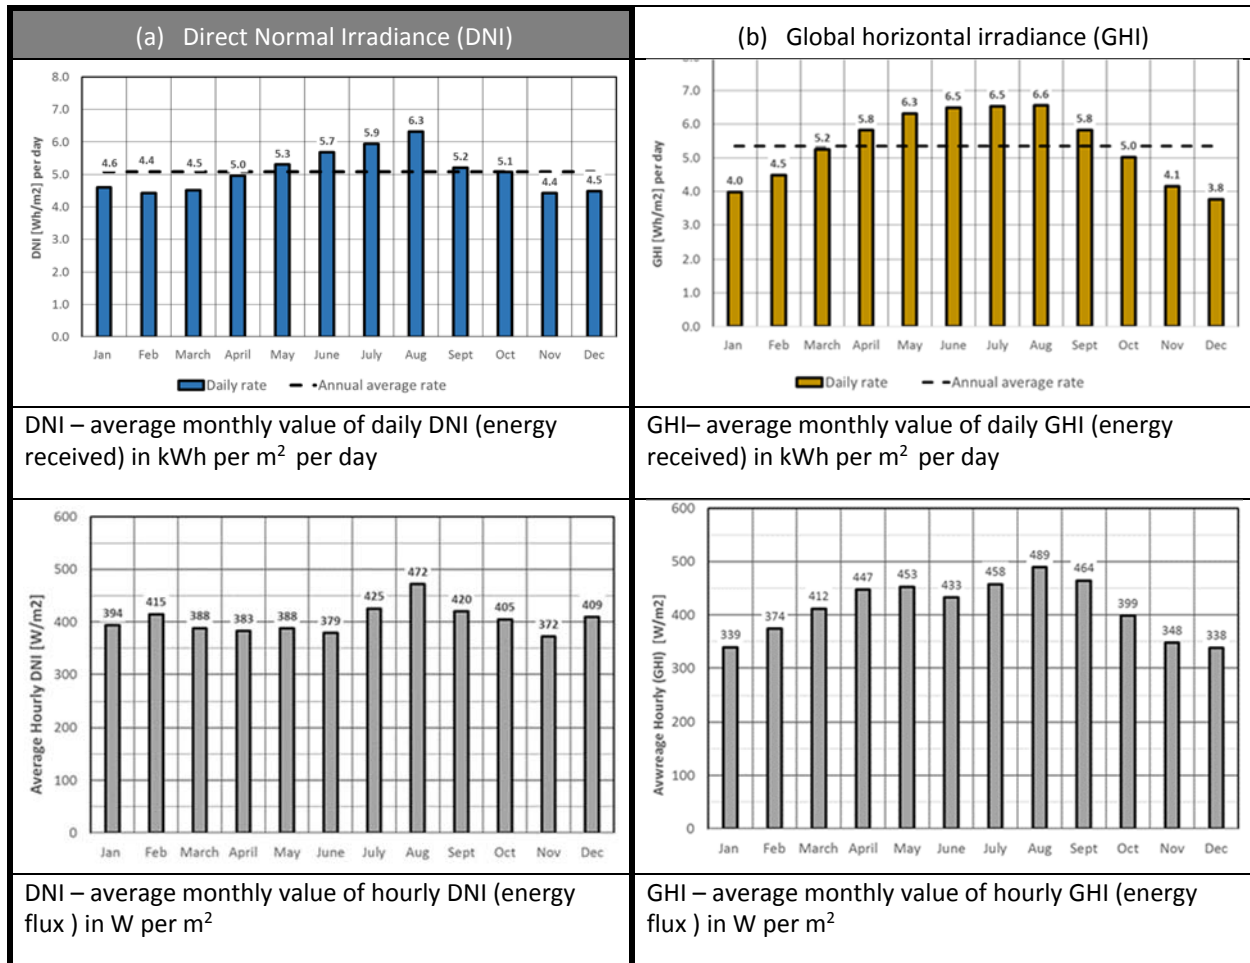 (a) Direct Normal Irradiance (DNI)
(b) Global horizontal irradiance (GHI)
DNI [Wh/m2] per day
8.0
7.0
6.0
5.0
4.0
3.0
2.0
1.0
0.0
4.6 4.4 4.5 5.0 5.3 5.7 5.9 6.3 5.2 5.1 4.4 4.5
Jan Feb March April May June July Aug Sept Oct Nov Dec
Daily rate Annual average rate
GHI [Wh/m2] per day
8.0
7.0
6.0
5.0
4.0
3.0
2.0
1.0
0.0
4.0 4.5 5.2 5.8 6.3 6.5 6.5 6.6 5.8 5.0 4.1 3.8
Jan Feb March April May June July Aug Sept Oct Nov Dec
Daily rate Annual average rate
DNI – average monthly value of daily DNI (energy
received) in kWh per m² per day
GHI– average monthly value of daily GHI (energy
received) in kWh per m² per day
Average Hourly DNI [W/m2]
600
500
400
300
200
100
0
394 415 388 383 388 379 425 472 420 405 372 409
Jan Feb March April May June July Aug Sept Oct Nov Dec
Avwreage Hourly (GHI) [W/m2]
600
500
400
300
200
100
0
339 374 412 447 453 433 458 489 464 399 348 338
Jan Feb March April May June July Aug Sept Oct Nov Dec
DNI – average monthly value of hourly DNI (energy
flux ) in W per m²
GHI – average monthly value of hourly GHI (energy
flux ) in W per m²